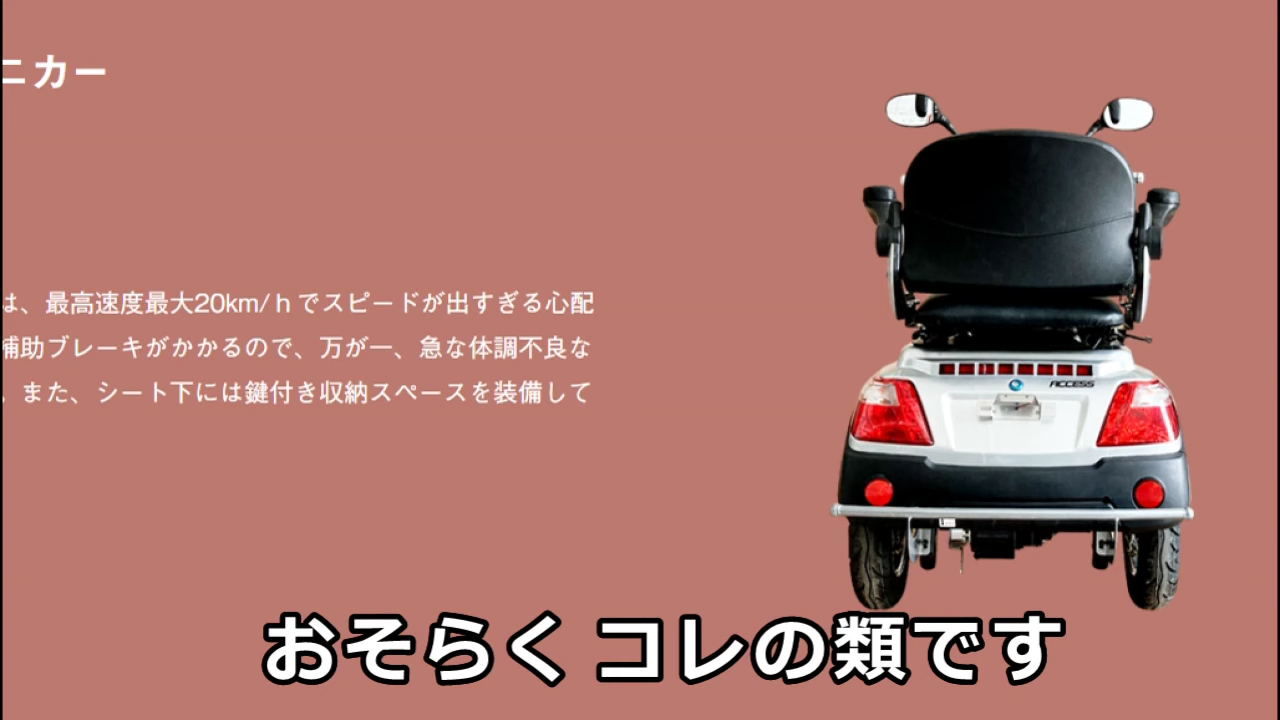 ニカー
は、最高速度最大20km/hでスピードが出すぎる心配
補助ブレーキがかかるので、万が一、急な体調不良な
。また、シート下には鍵付き収納スペースを装備して
ACCESS
おそらく コレの類です